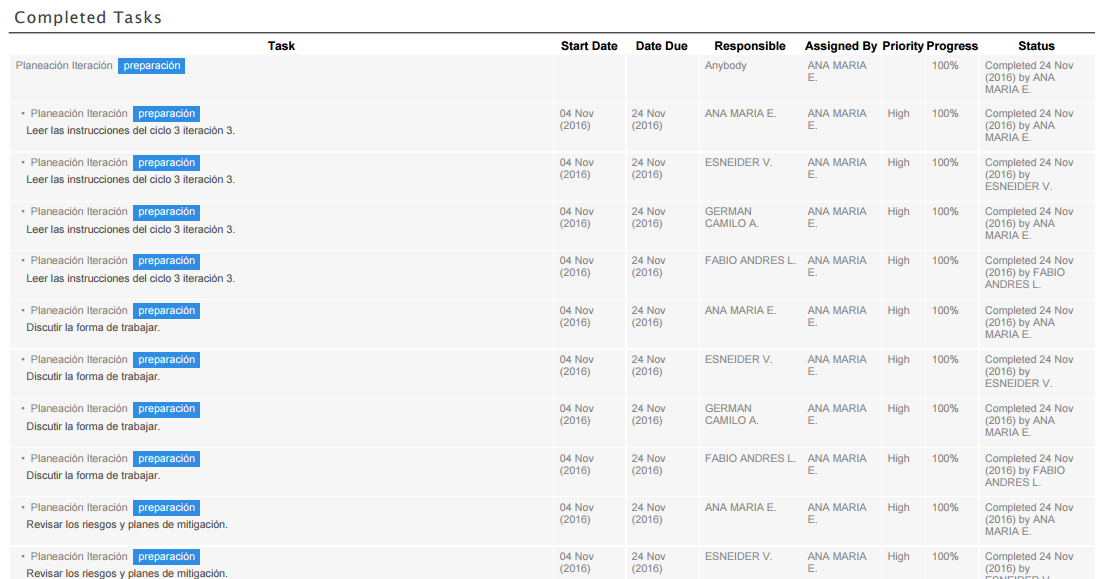 Completed Tasks
Task Start Date Date Due Responsible Assigned By Priority Progress Status
Planeación Iteración preparación Anybody ANA MARIA 100% Completed 24 Nov
E. (2016) by ANA
MARIA E.
• Planeación Iteración preparación 04 Nov 24 Nov ANA MARIA E. ANA MARIA High 100% Completed 24 Nov
Leer las instrucciones del ciclo 3 iteración 3. (2016) (2016) E. (2016) by ANA
MARIA E.
• Planeación Iteración preparación 04 Nov 24 Nov ESNEIDER V. ANA MARIA High 100% Completed 24 Nov
Leer las instrucciones del ciclo 3 iteración 3. (2016) (2016) E. (2016) by
ESNEIDER V.
• Planeación Iteración preparación 04 Nov 24 Nov GERMAN ANA MARIA High 100% Completed 24 Nov
Leer las instrucciones del ciclo 3 iteración 3. (2016) (2016) CAMILO A. E. (2016) by ANA
MARIA E.
• Planeación Iteración preparación 04 Nov 24 Nov FABIO ANDRES L. ANA MARIA High 100% Completed 24 Nov
Leer las instrucciones del ciclo 3 iteración 3. (2016) (2016) E. (2016) by FABIO
ANDRES L.
• Planeación Iteración preparación 04 Nov 24 Nov ANA MARIA E. ANA MARIA High 100% Completed 24 Nov
Discutir la forma de trabajar. (2016) (2016) E. (2016) by ANA
MARIA E.
• Planeación Iteración preparación 04 Nov 24 Nov ESNEIDER V. ANA MARIA High 100% Completed 24 Nov
Discutir la forma de trabajar. (2016) (2016) E. (2016) by
ESNEIDER V.
• Planeación Iteración preparación 04 Nov 24 Nov GERMAN ANA MARIA High 100% Completed 24 Nov
Discutir la forma de trabajar. (2016) (2016) CAMILO A. E. (2016) by ANA
MARIA E.
• Planeación Iteración preparación 04 Nov 24 Nov FABIO ANDRES L. ANA MARIA High 100% Completed 24 Nov
Discutir la forma de trabajar. (2016) (2016) E. (2016) by FABIO
ANDRES L.
• Planeación Iteración preparación 04 Nov 24 Nov ANA MARIA E. ANA MARIA High 100% Completed 24 Nov
Revisar los riesgos y planes de mitigación. (2016) (2016) E. (2016) by ANA
MARIA E.
• Planeación Iteración preparación 04 Nov 24 Nov ESNEIDER V. ANA MARIA High 100% Completed 24 Nov
Revisar los riesgos y planes de mitigación. (2016) (2016) E. (2016) by